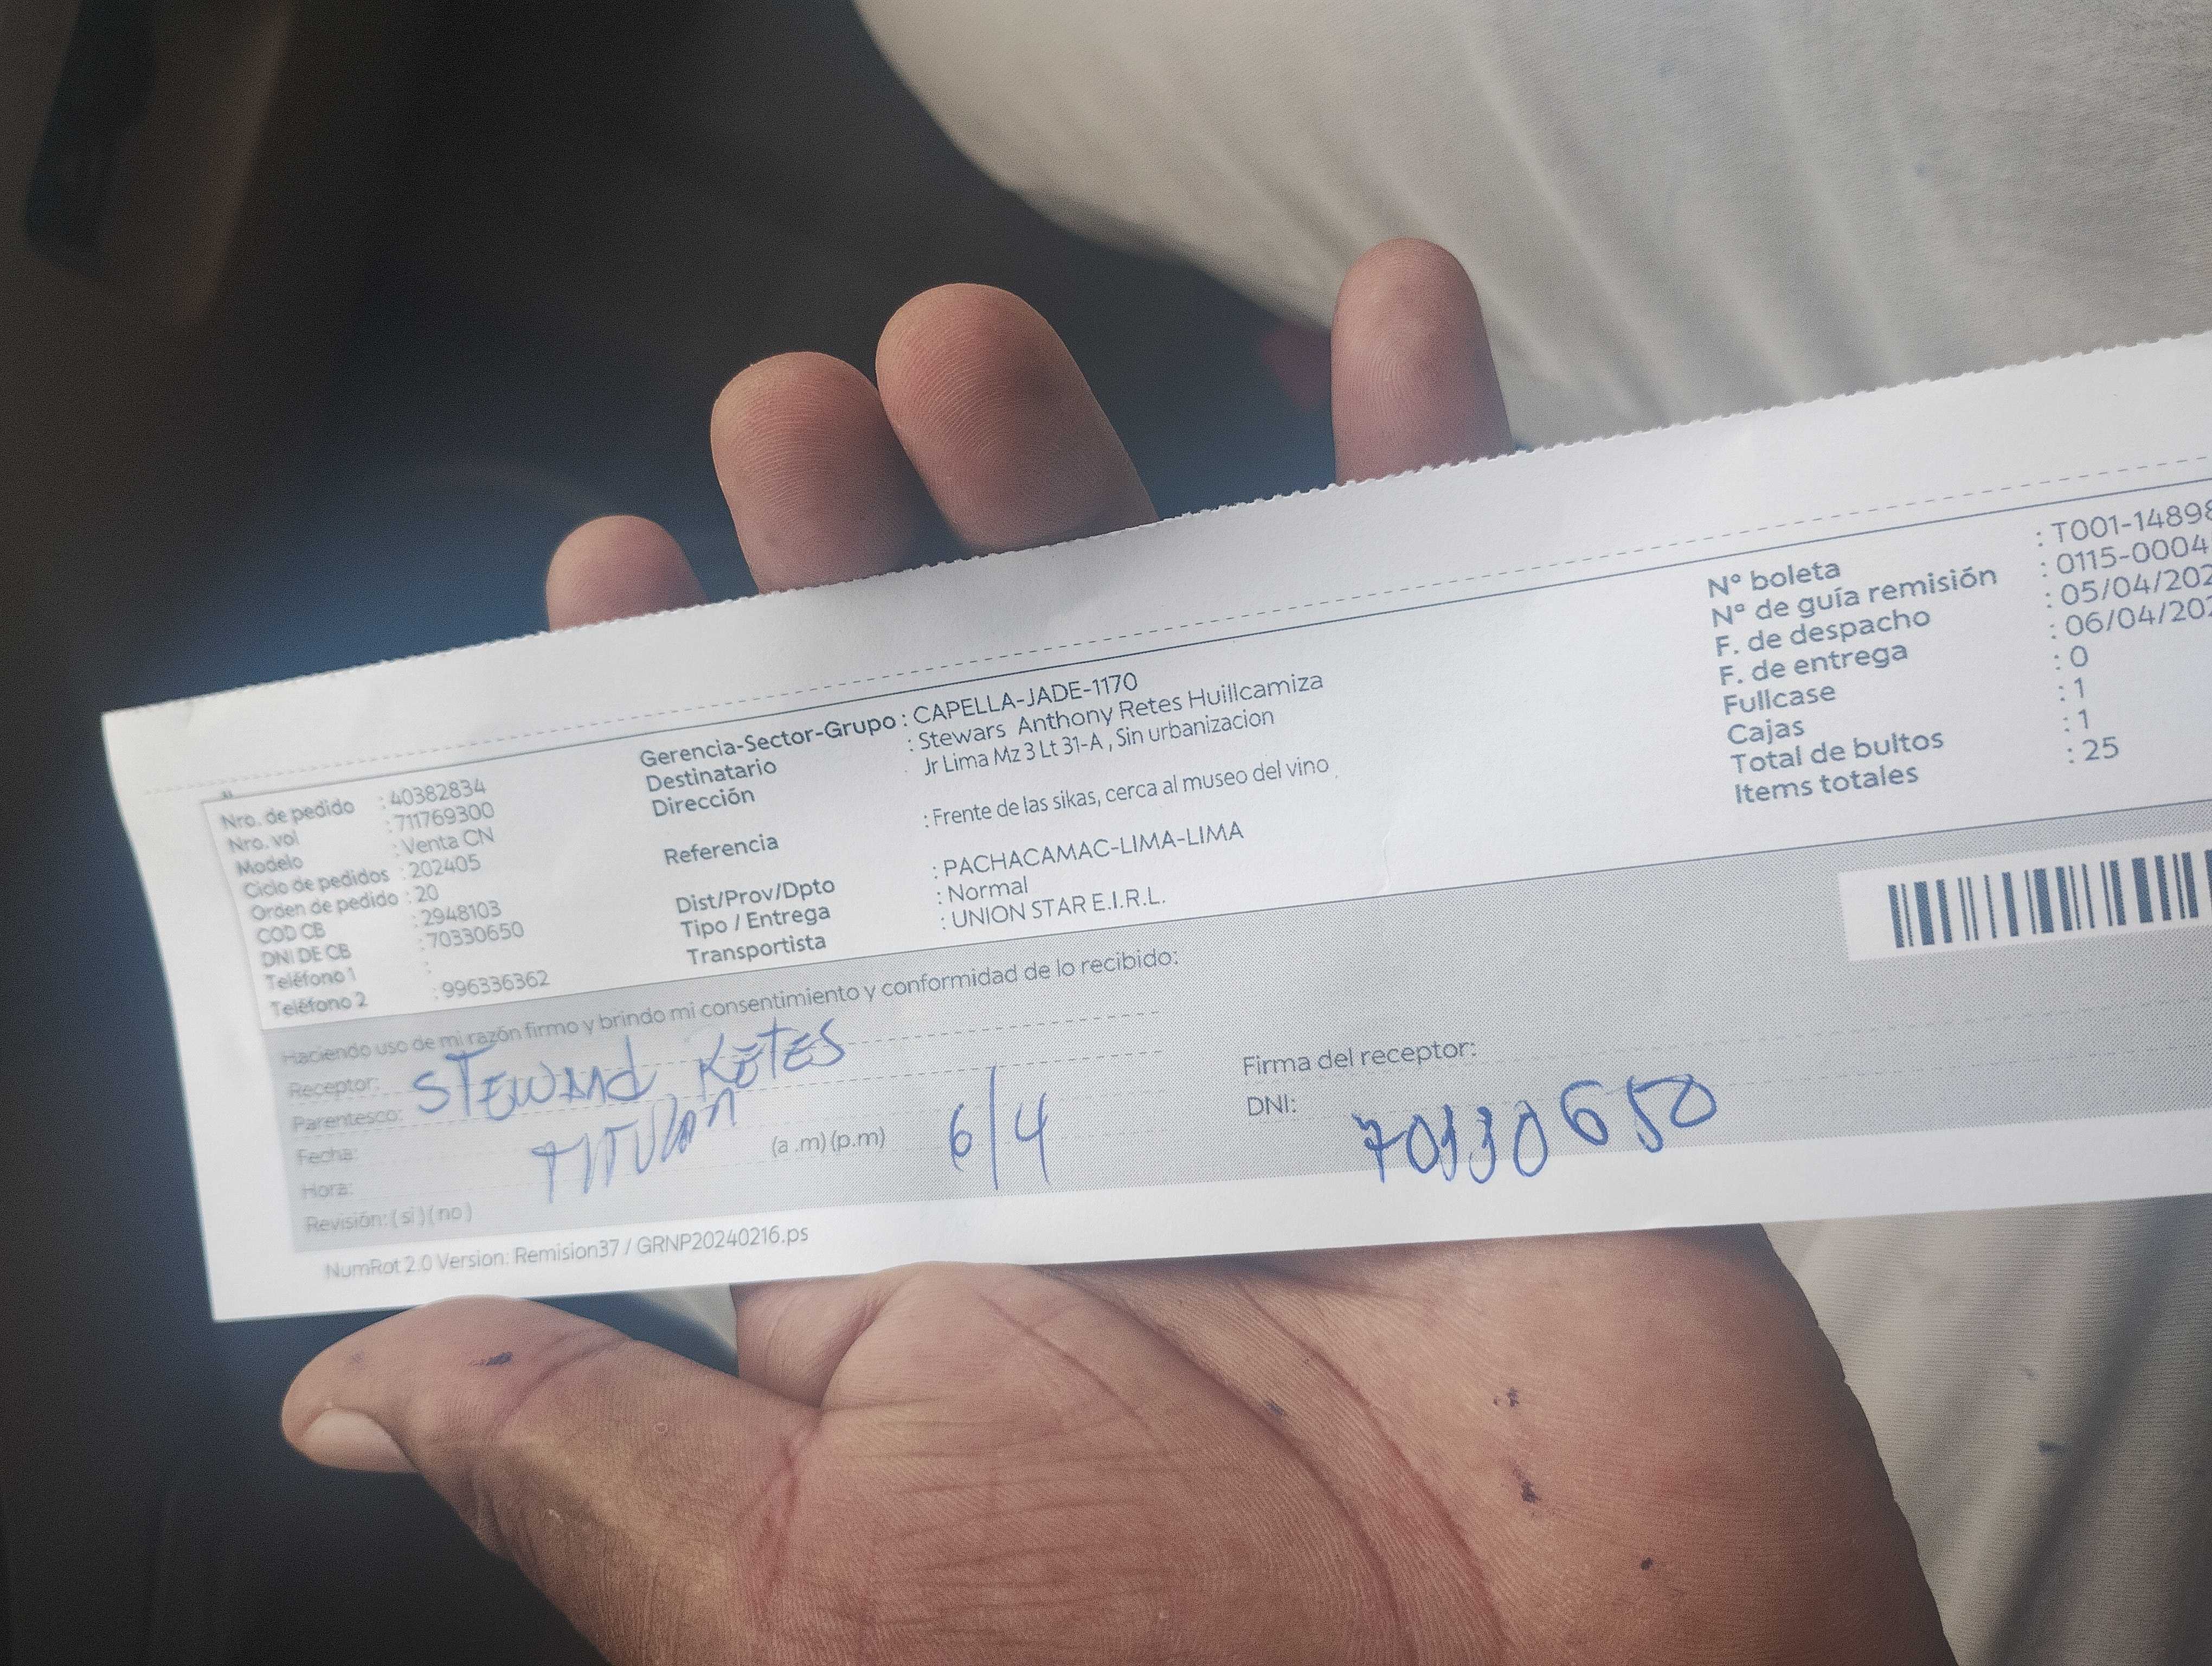 Nro. de pedido : 40382834
Nro. vol : 711769300
Modelo : Venta CN
Ciclo de pedidos : 202405
Orden de pedido : 20
COD CB : 2948103
DNI DE CB : 70330650
Teléfono 1 :
Teléfono 2 : 996336362
Gerencia-Sector-Grupo : CAPELLA-JADE-1170
Destinatario : Stewars Anthony Retes Huillcamiza
Dirección Jr Lima Mz 3 Lt 31-A , Sin urbanizacion
Referencia : Frente de las sikas, cerca al museo del vino
Dist/Prov/Dpto : PACHACAMAC-LIMA-LIMA
Tipo / Entrega : Normal
Transportista : UNION STAR E.I.R.L.
N° boleta : T001-14898
N° de guía remisión : 0115-0004
F. de despacho : 05/04/202
F. de entrega : 06/04/202
Fullcase : 0
Cajas : 1
Total de bultos : 1
Items totales : 25
Haciendo uso de mi razón firmo y brindo mi consentimiento y conformidad de lo recibido:
Receptor: STEWARd RETES
Parentesco: TITULAR
Fecha: 6/4
Hora: (a .m) (p.m)
Revisión: ( si ) ( no )
Firma del receptor:
DNI: 70330650
NumRot 2.0 Version: Remision37 / GRNP20240216.ps